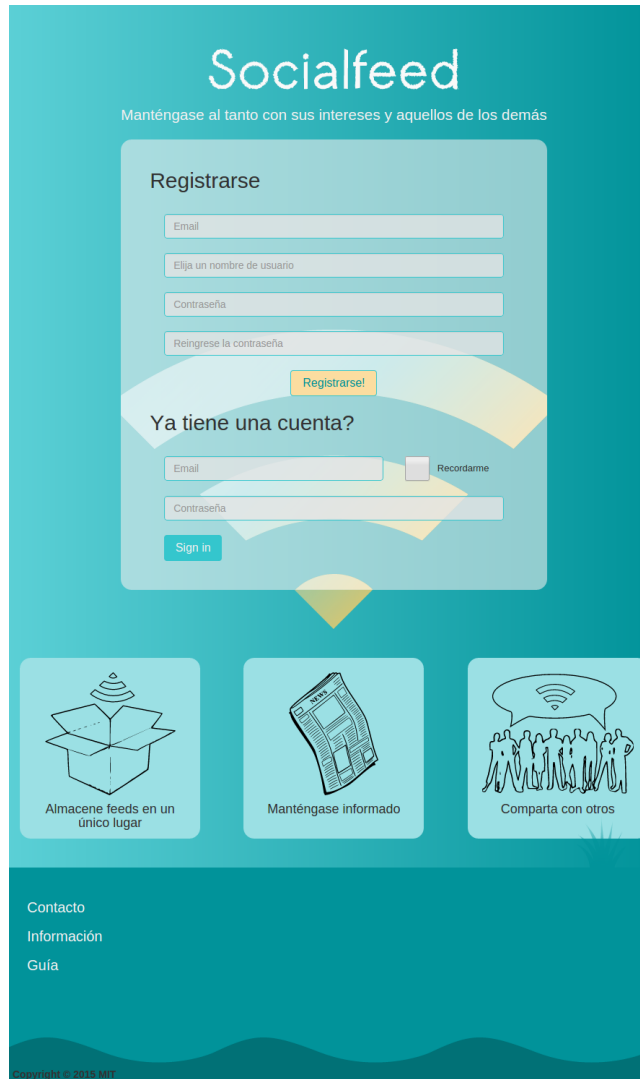 Socialfeed
Manténgase al tanto con sus intereses y aquellos de los demás
Registrarse
Email
Elija un nombre de usuario
Contraseña
Reingrese la contraseña
Registrarse!
Ya tiene una cuenta?
Email
Recordarme
Contraseña
Sign in
NEWS
Almacene feeds en un
único lugar
Manténgase informado
Comparta con otros
Contacto
Información
Guía
Copyright © 2015 MIT